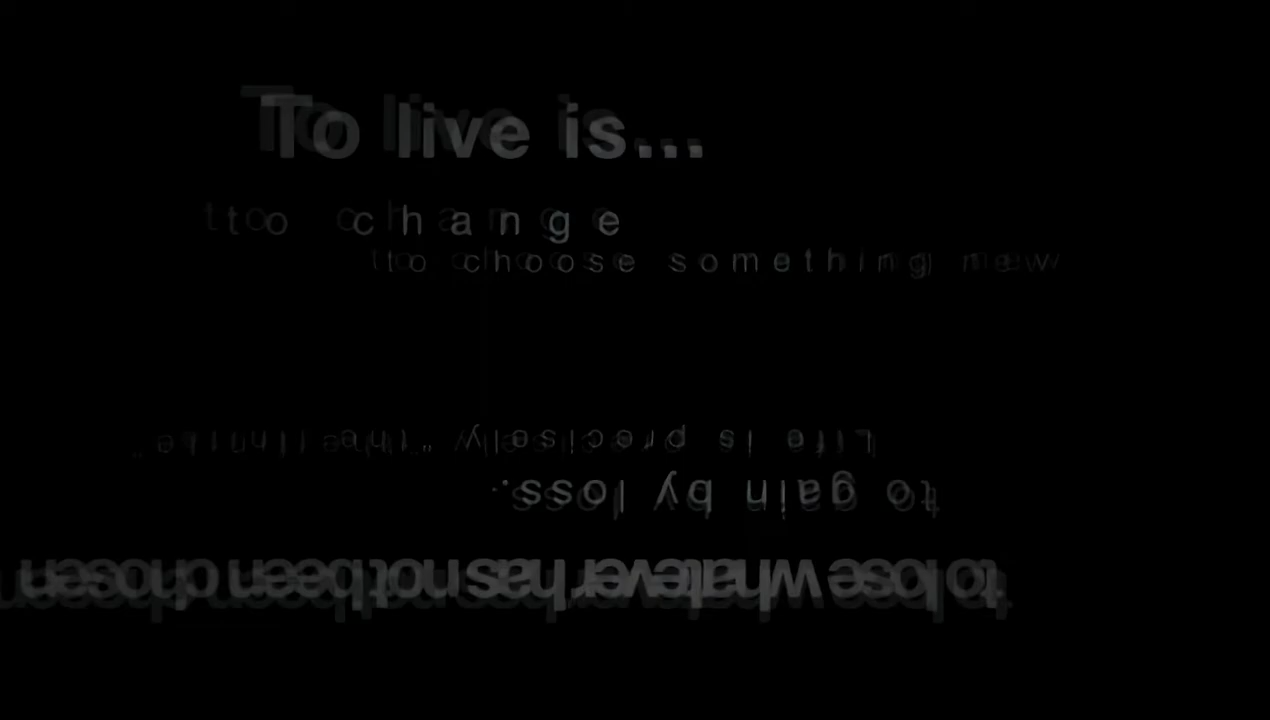 To live is...
to change
to choose something new
Life is precisely "the finite"
to gain by loss.
to lose whatever has not been chosen